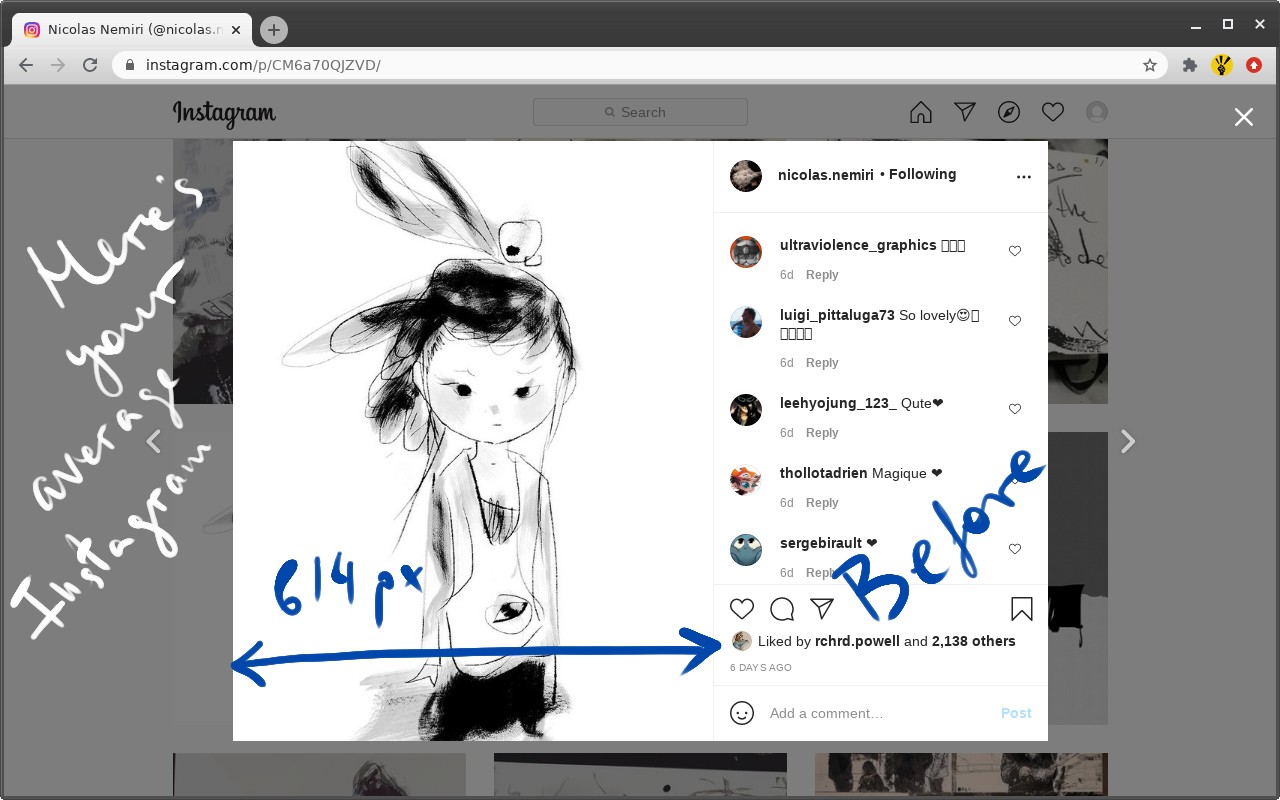 Nicolas Nemiri (@nicolas.n
instagram.com/p/CM6a70QJZVD/
Instagram
Search
Here's
your
average
Instagram
nicolas.nemiri • Following
ultraviolence_graphics
6d Reply
luigi_pittaluga73 So lovely😍
6d Reply
leehyojung_123_ Qute❤
6d Reply
thollotadrien Magique ❤
6d Reply
sergebirault ❤
6d Reply
Before
614 px
Liked by rchrd.powell and 2,138 others
6 DAYS AGO
Add a comment…
Post